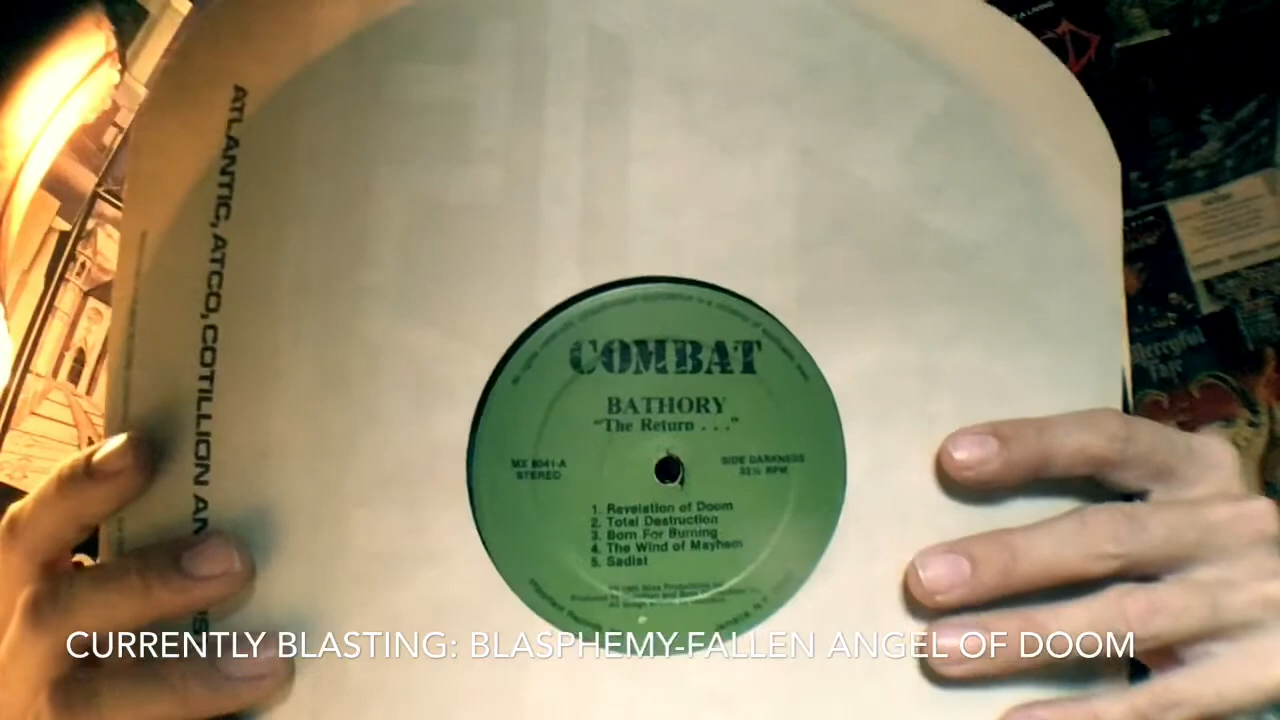 ATLANTIC, ATCO, COTILLION AN
COMBAT
BATHORY
"The Return . . ."
MX 8041-A
STEREO
SIDE DARKNESS
33⅓ RPM
1. Revelation of Doom
2. Total Destruction
3. Born For Burning
4. The Wind of Mayhem
5. Sadist
Mercyful
Fate
CURRENTLY BLASTING: BLASPHEMY-FALLEN ANGEL OF DOOM